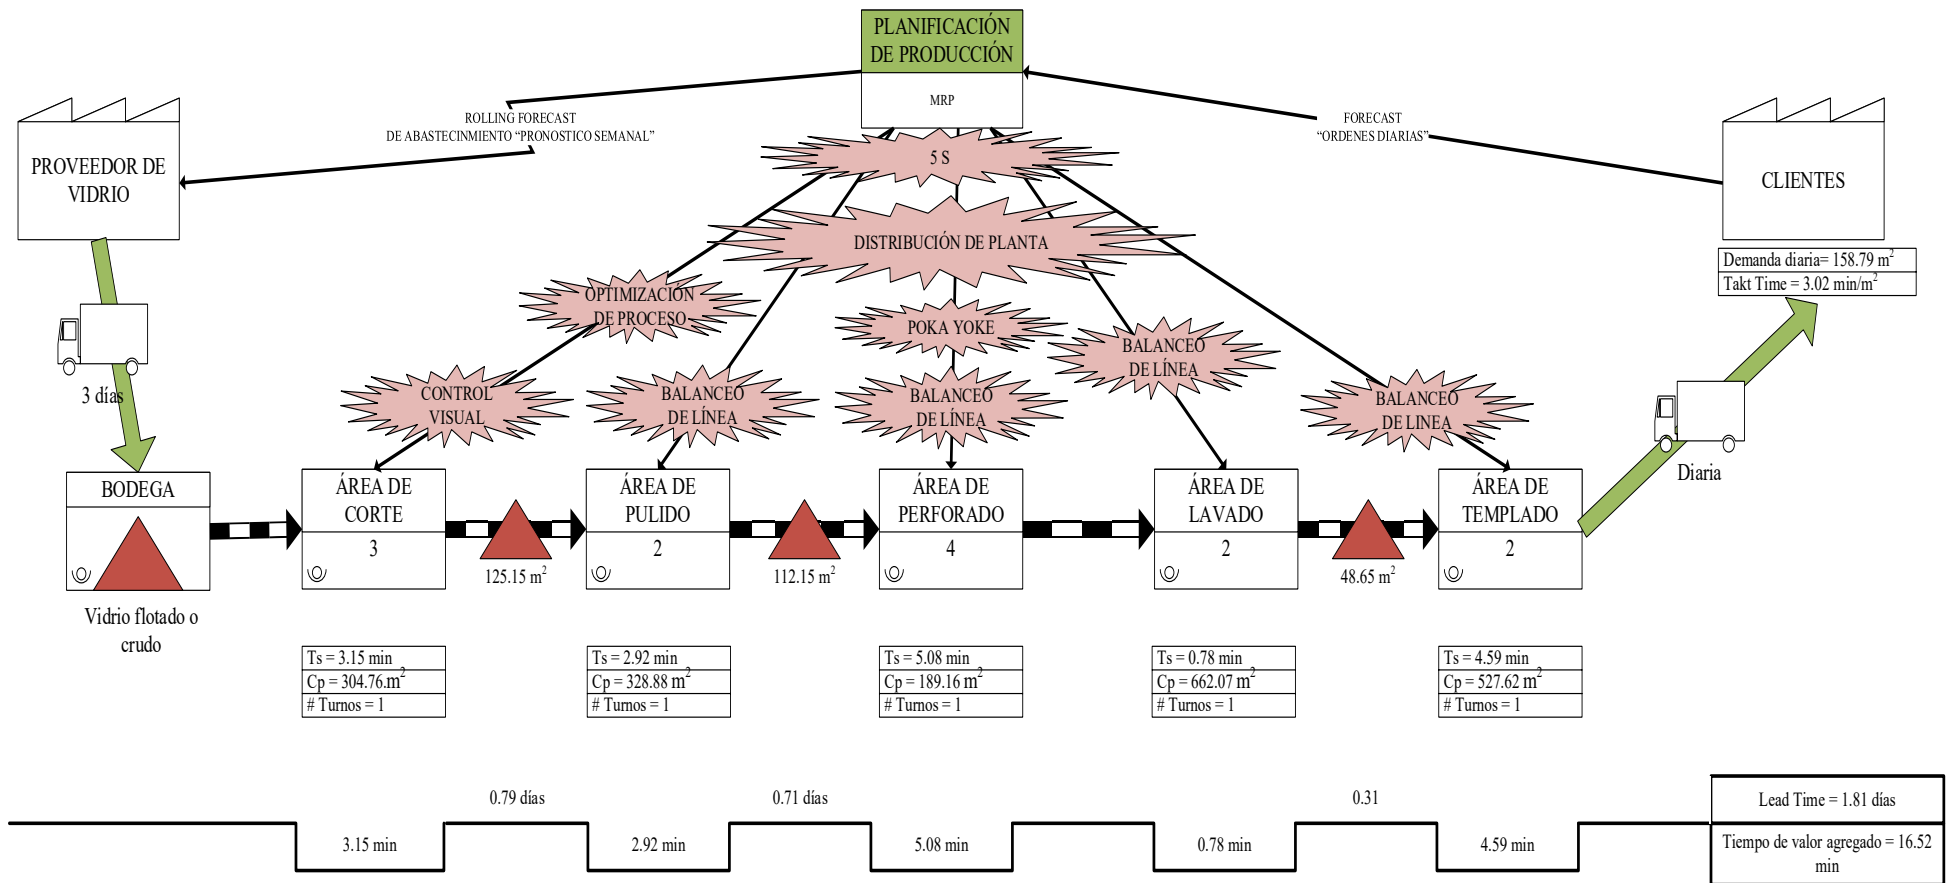 PLANIFICACIÓN
DE PRODUCCIÓN
MRP
ROLLING FORECAST
DE ABASTECINMIENTO “PRONOSTICO SEMANAL”
FORECAST
“ORDENES DIARIAS”
PROVEEDOR DE
VIDRIO
CLIENTES
5 S
DISTRIBUCIÓN DE PLANTA
Demanda diaria= 158.79 m²
Takt Time = 3.02 min/m²
OPTIMIZACIÓN
DE PROCESO
POKA YOKE
BALANCEO
DE LÍNEA
3 días
CONTROL
VISUAL
BALANCEO
DE LÍNEA
BALANCEO
DE LÍNEA
BALANCEO
DE LINEA
Diaria
BODEGA
ÁREA DE
CORTE
3
ÁREA DE
PULIDO
2
ÁREA DE
PERFORADO
4
ÁREA DE
LAVADO
2
ÁREA DE
TEMPLADO
2
125.15 m²
112.15 m²
48.65 m²
Vidrio flotado o
crudo
Ts = 3.15 min
Cp = 304.76.m²
# Turnos = 1
Ts = 2.92 min
Cp = 328.88 m²
# Turnos = 1
Ts = 5.08 min
Cp = 189.16 m²
# Turnos = 1
Ts = 0.78 min
Cp = 662.07 m²
# Turnos = 1
Ts = 4.59 min
Cp = 527.62 m²
# Turnos = 1
0.79 días
0.71 días
0.31
Lead Time = 1.81 días
3.15 min
2.92 min
5.08 min
0.78 min
4.59 min
Tiempo de valor agregado = 16.52
min